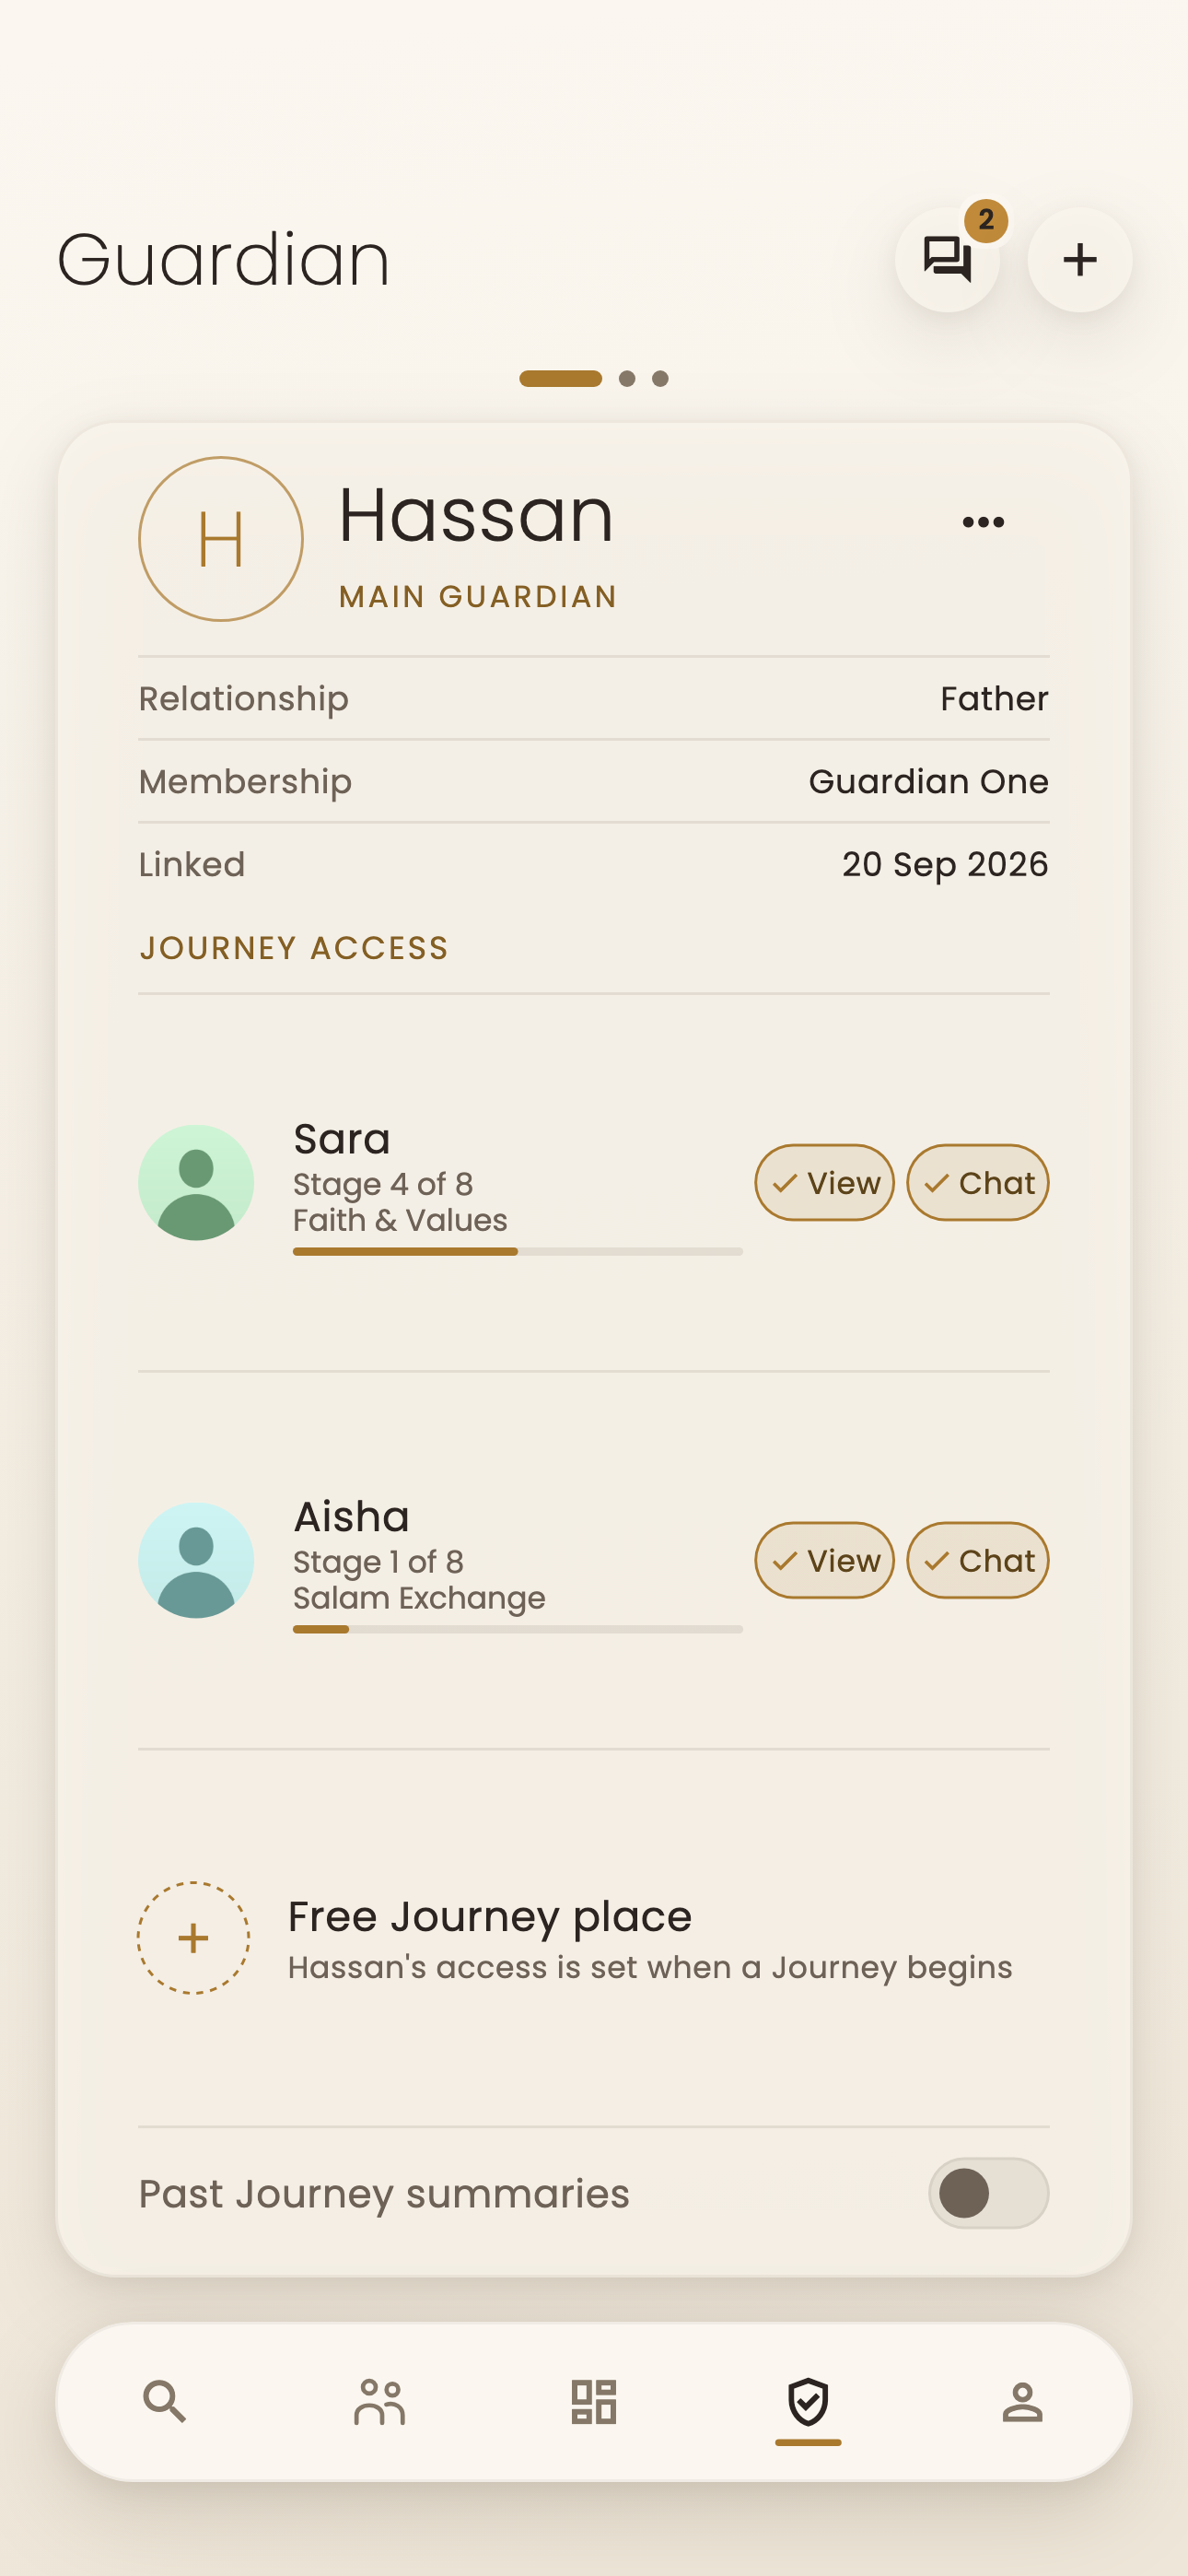 Guardian
2
H
Hassan
MAIN GUARDIAN
Relationship
Father
Membership
Guardian One
Linked
20 Sep 2026
JOURNEY ACCESS
Sara
Stage 4 of 8
Faith & Values
View
Chat
Aisha
Stage 1 of 8
Salam Exchange
View
Chat
Free Journey place
Hassan's access is set when a Journey begins
Past Journey summaries